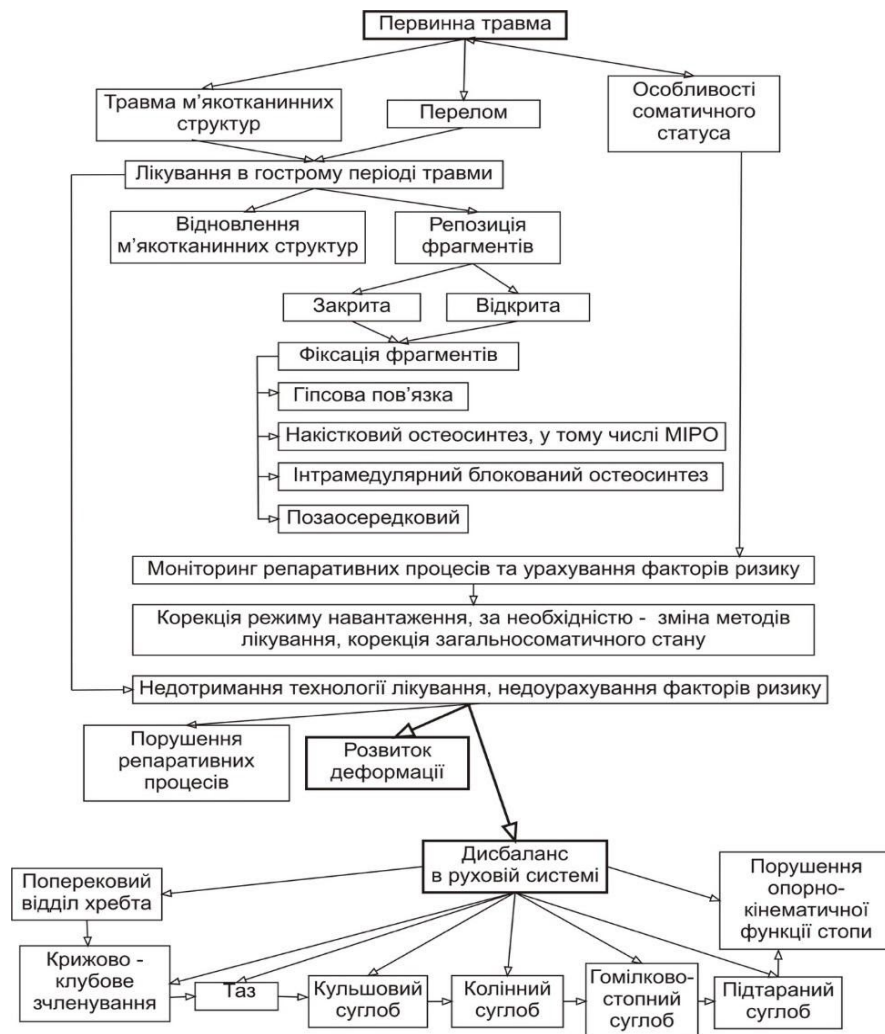 Первинна травма
Травма м’якотканинних
структур
Перелом
Особливості
соматичного
статуса
Лікування в гострому періоді травми
Відновлення
м’якотканинних структур
Репозиція
фрагментів
Закрита
Відкрита
Фіксація фрагментів
Гіпсова пов’язка
Накістковий остеосинтез, у тому числі МІРО
Інтрамедулярний блокований остеосинтез
Позаосередковий
Моніторинг репаративних процесів та урахування факторів ризику
Корекція режиму навантаження, за необхідністю - зміна методів
лікування, корекція загальносоматичного стану
Недотримання технології лікування, недоурахування факторів ризику
Порушення
репаративних
процесів
Розвиток
деформації
Дисбаланс
в руховій системі
Поперековий
відділ хребта
Порушення
опорно-
кінематичної
функції стопи
Крижово -
клубове
зчленування
Таз
Кульшовий
суглоб
Колінний
суглоб
Гомілково-
стопний
суглоб
Підтараний
суглоб